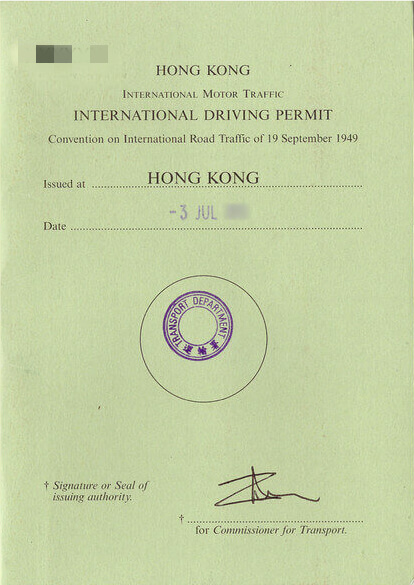 HONG KONG
INTERNATIONAL MOTOR TRAFFIC
INTERNATIONAL DRIVING PERMIT
Convention on International Road Traffic of 19 September 1949
Issued at HONG KONG
-3 JUL
Date
TRANSPORT DEPARTMENT
運輸署
† Signature or Seal of
issuing authority.
†
for Commissioner for Transport.